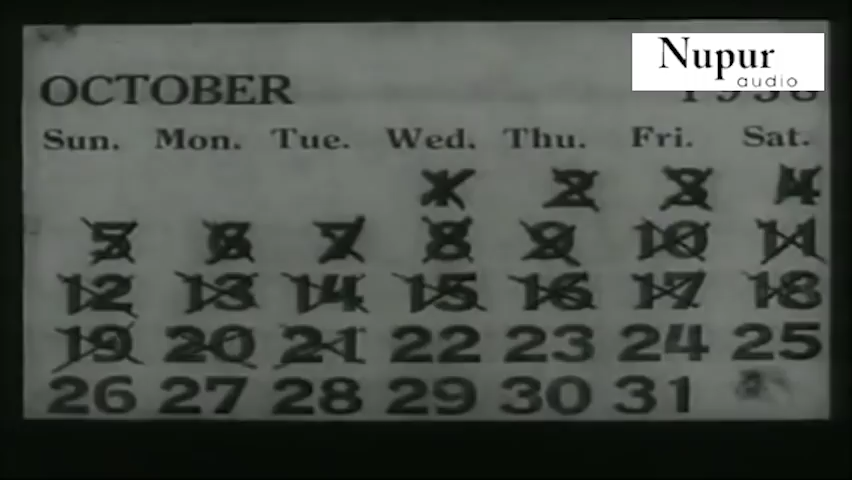 Nupur
audio
OCTOBER
Sun. Mon. Tue. Wed. Thu. Fri. Sat.
1 2 3 4
5 6 7 8 9 10 11
12 13 14 15 16 17 18
19 20 21 22 23 24 25
26 27 28 29 30 31